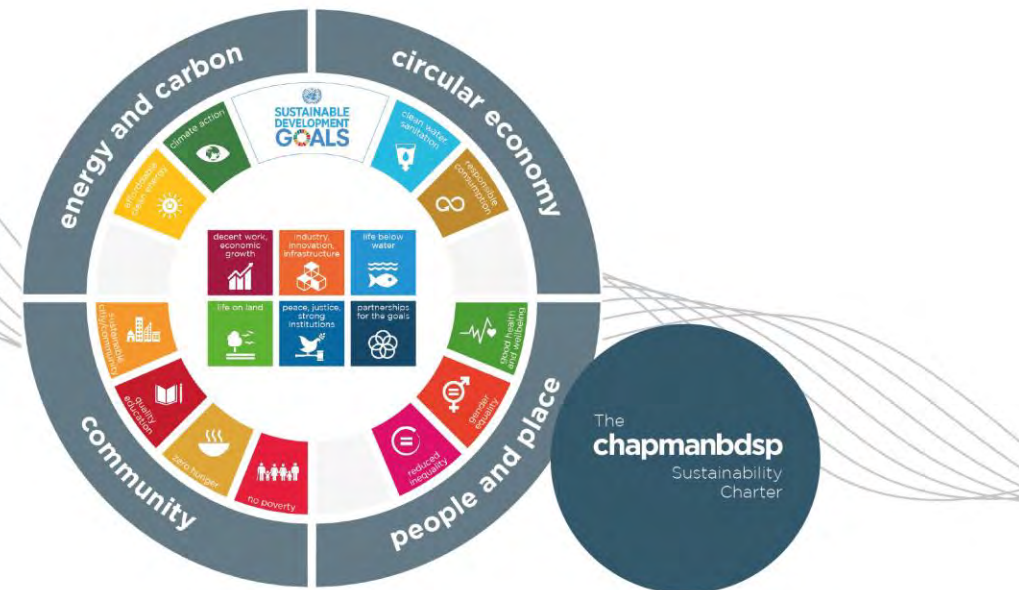 energy and carbon
circular economy
climate action
SUSTAINABLE
DEVELOPMENT
GOALS
clean water,
sanitation
affordable
clean energy
responsible
consumption
decent work,
economic
growth
industry,
innovation,
infrastructure
life below
water
life on land
peace, justice,
strong
institutions
partnerships
for the goals
sustainable
city/community
good health
and wellbeing
quality
education
gender
equality
zero hunger
no poverty
reduced
inequality
community
people and place
The
chapmanbdsp
Sustainability
Charter